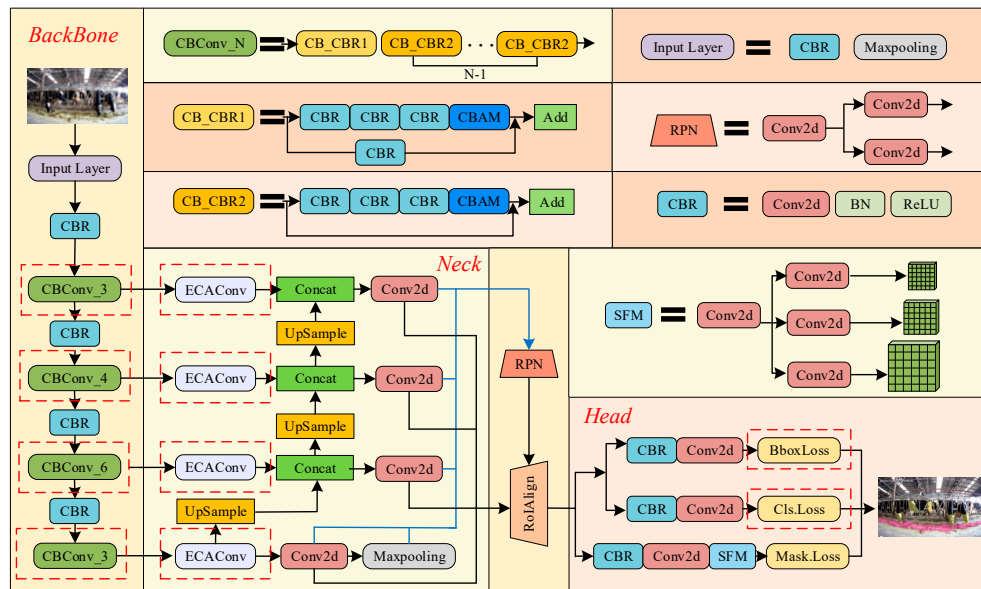 BackBone
Input Layer
CBR
CBConv_3
CBR
CBConv_4
CBR
CBConv_6
CBR
CBConv_3
CBConv_N = CB_CBR1 CB_CBR2 · · · CB_CBR2
N-1
CB_CBR1 = CBR CBR CBR CBAM Add
CBR
CB_CBR2 = CBR CBR CBR CBAM Add
Input Layer = CBR Maxpooling
RPN = Conv2d Conv2d
Conv2d
CBR = Conv2d BN ReLU
SFM = Conv2d Conv2d
Conv2d
Conv2d
Neck
ECAConv Concat Conv2d
UpSample
ECAConv Concat Conv2d
UpSample
ECAConv Concat Conv2d
UpSample
ECAConv Conv2d Maxpooling
RPN
RoIAlign
Head
CBR Conv2d BboxLoss
CBR Conv2d Cls.Loss
CBR Conv2d SFM Mask.Loss